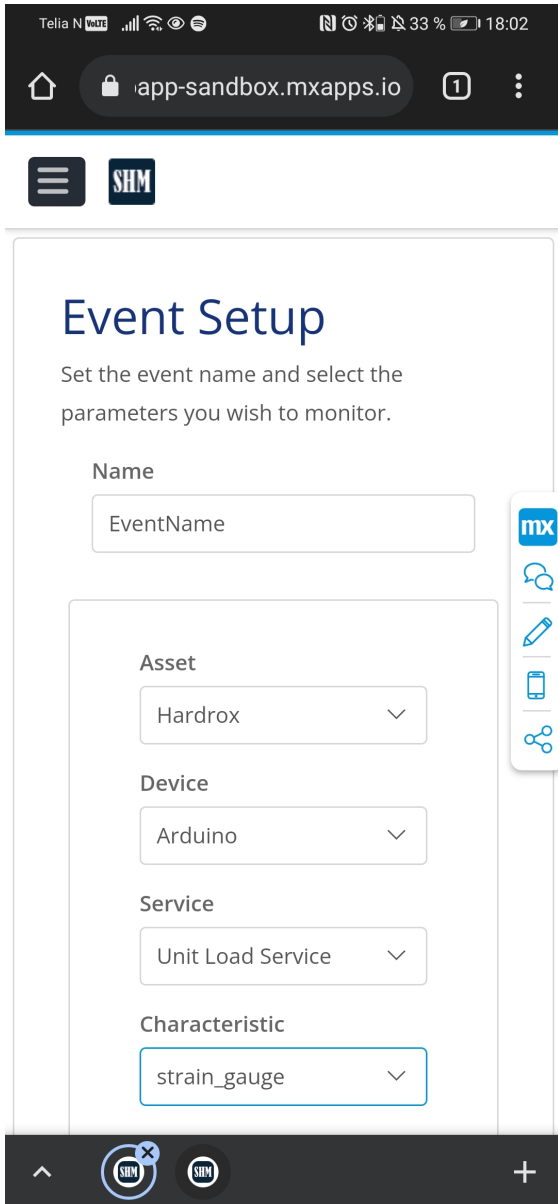 Telia N VoLTE 33 % 18:02
app-sandbox.mxapps.io 1
SHM
Event Setup
Set the event name and select the
parameters you wish to monitor.
Name
EventName
mx
Asset
Hardrox
Device
Arduino
Service
Unit Load Service
Characteristic
strain_gauge
SHM SHM